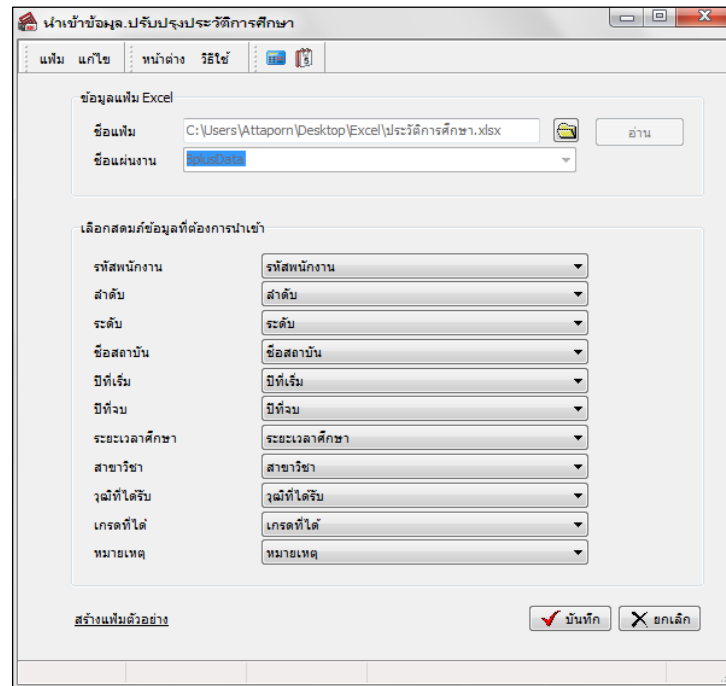 นำเข้าข้อมูล.ปรับปรุงประวัติการศึกษา
แฟ้ม แก้ไข หน้าต่าง วิธีใช้
ข้อมูลแฟ้ม Excel
ชื่อแฟ้ม C:\Users\Attaporn\Desktop\Excel\ประวัติการศึกษา.xlsx อ่าน
ชื่อแผ่นงาน BplusData
เลือกสดมภ์ข้อมูลที่ต้องการนำเข้า
รหัสพนักงาน รหัสพนักงาน
ลำดับ ลำดับ
ระดับ ระดับ
ชื่อสถาบัน ชื่อสถาบัน
ปีที่เริ่ม ปีที่เริ่ม
ปีที่จบ ปีที่จบ
ระยะเวลาศึกษา ระยะเวลาศึกษา
สาขาวิชา สาขาวิชา
วุฒิที่ได้รับ วุฒิที่ได้รับ
เกรดที่ได้ เกรดที่ได้
หมายเหตุ หมายเหตุ
สร้างแฟ้มตัวอย่าง บันทึก ยกเลิก